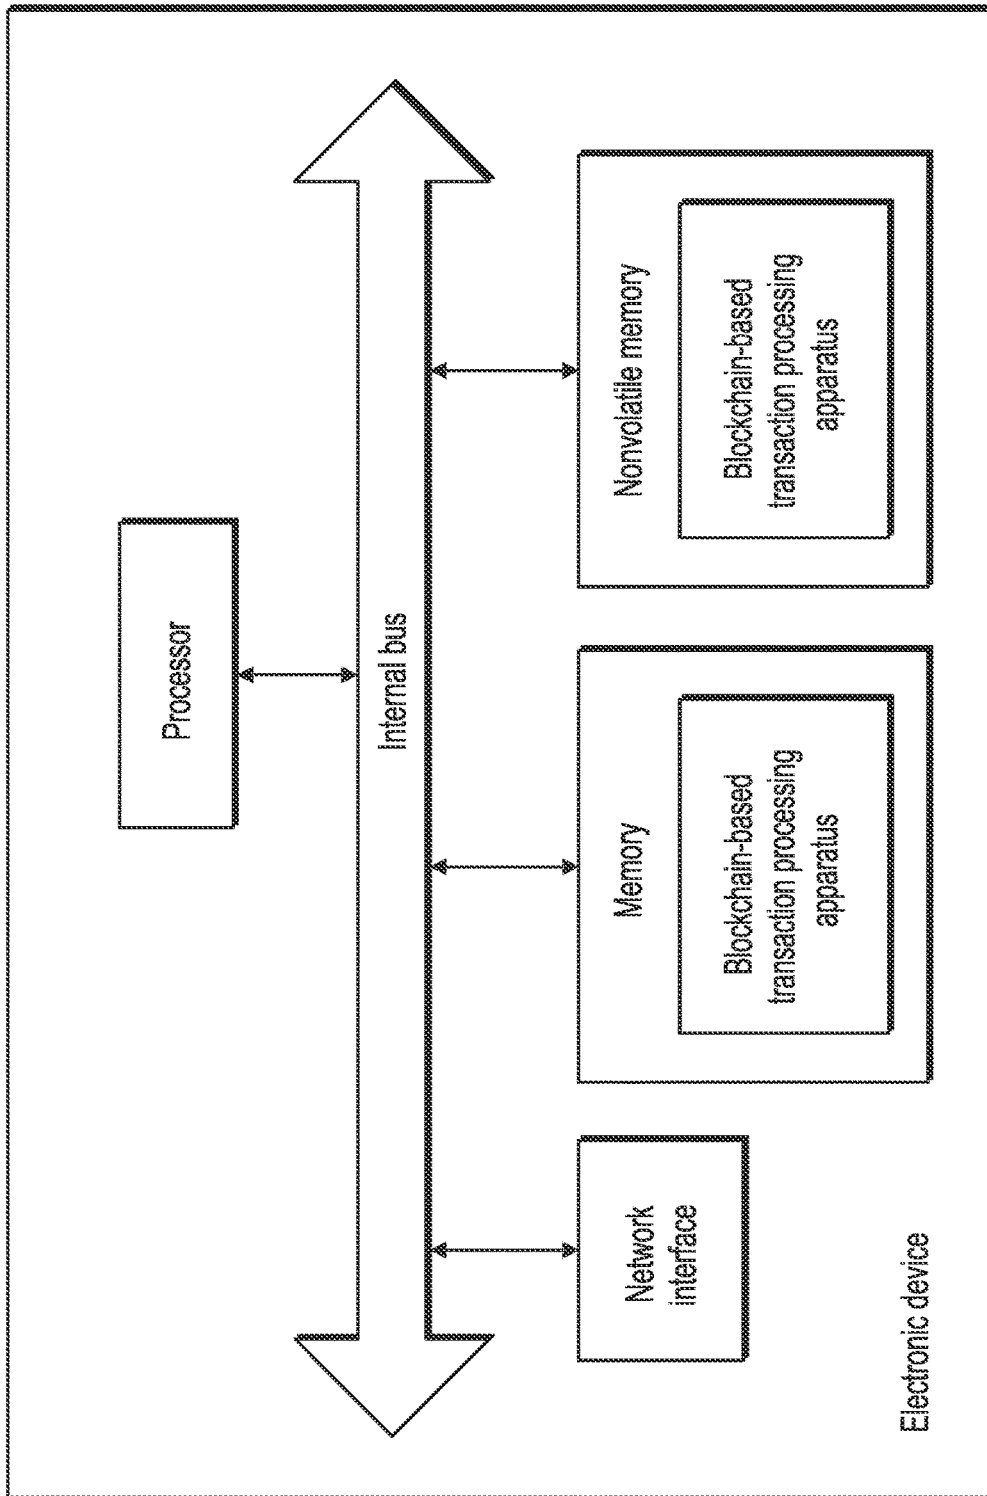 Processor
Internal bus
Network
interface
Memory
Blockchain-based
transaction processing
apparatus
Nonvolatile memory
Blockchain-based
transaction processing
apparatus
Electronic device